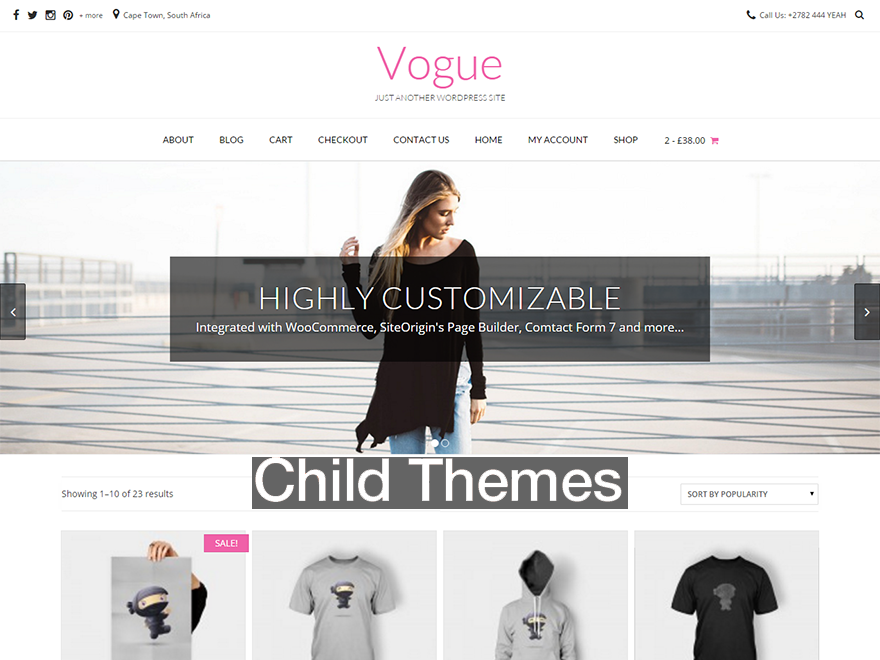 + more
Cape Town, South Africa
Call Us: +2782 444 YEAH
Vogue
JUST ANOTHER WORDPRESS SITE
ABOUT BLOG CART CHECKOUT CONTACT US HOME MY ACCOUNT SHOP 2 - £38.00
HIGHLY CUSTOMIZABLE
Integrated with WooCommerce, SiteOrigin's Page Builder, Comtact Form 7 and more...
Child Themes
Showing 1–10 of 23 results
SORT BY POPULARITY
SALE!